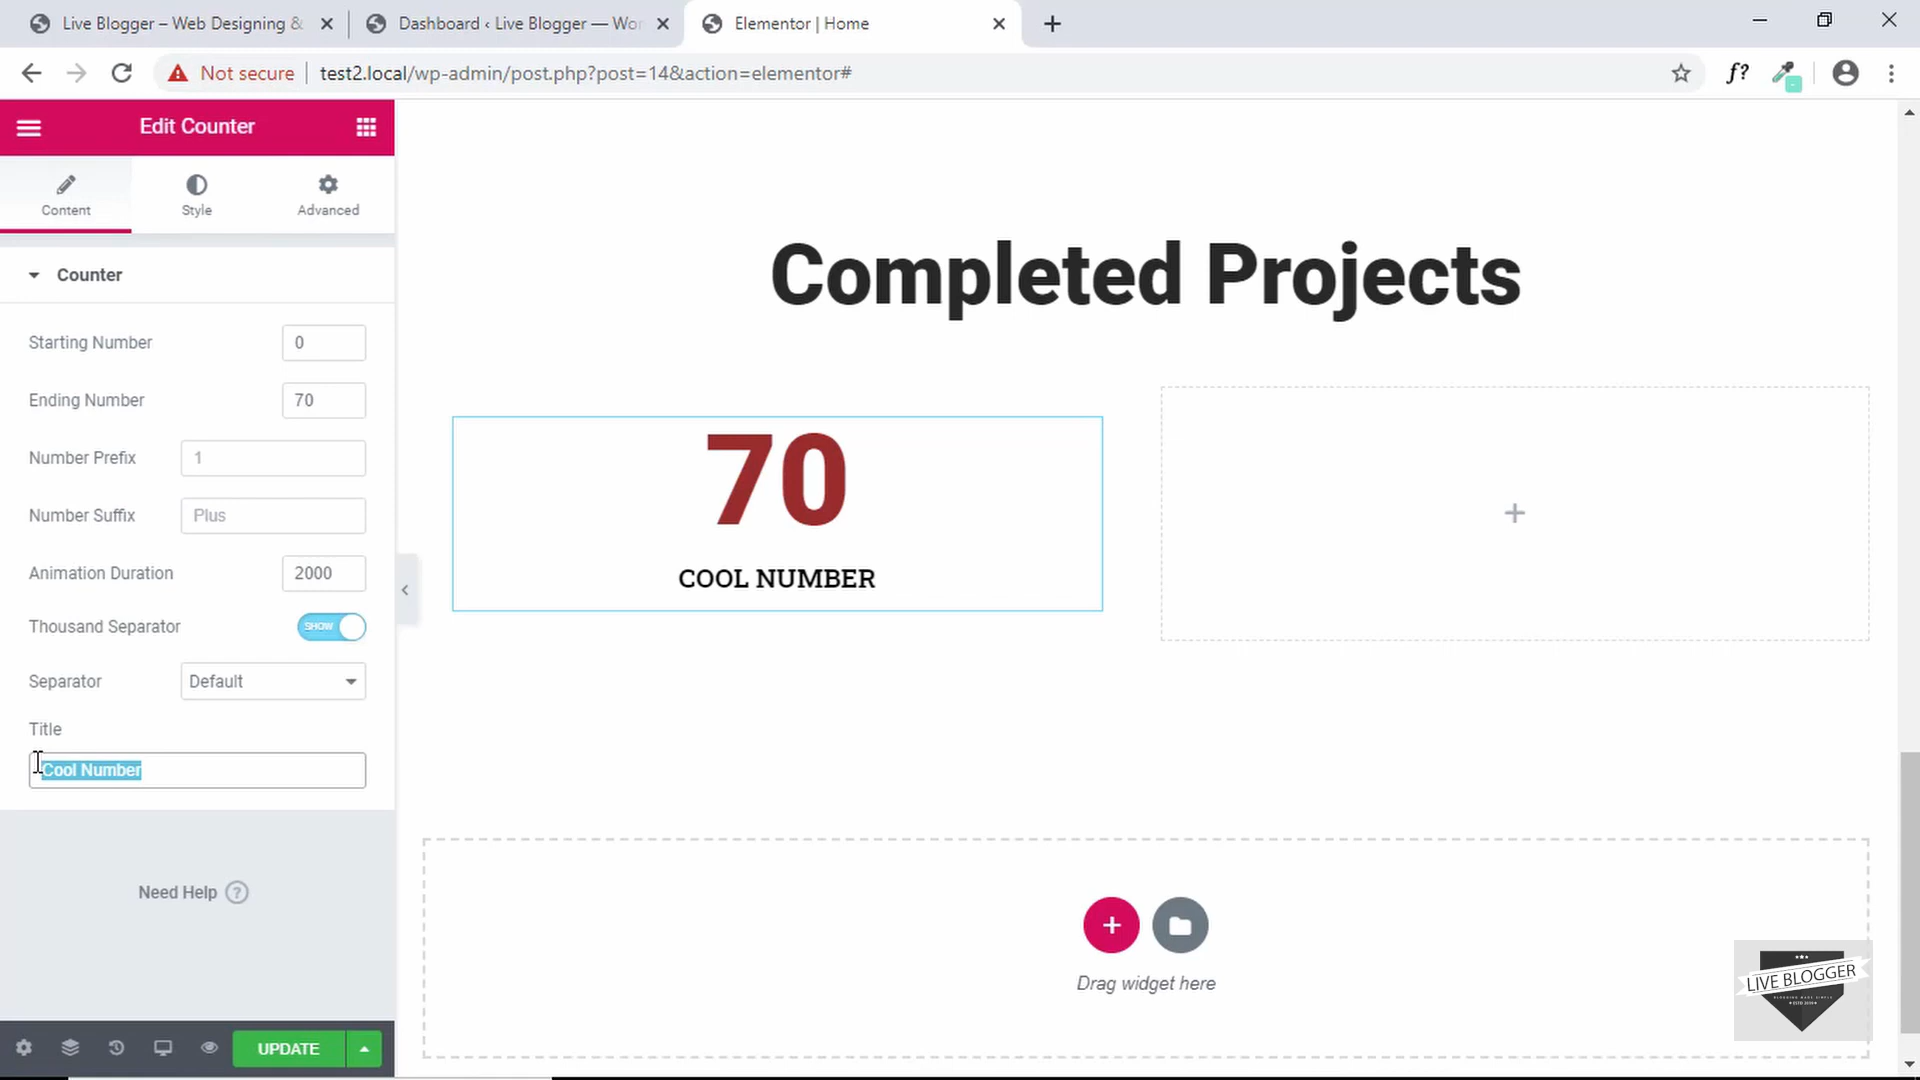 Live Blogger – Web Designing &
Dashboard ‹ Live Blogger — Wor
Elementor | Home
Not secure
test2.local/wp-admin/post.php?post=14&action=elementor#
f?
Edit Counter
Content
Style
Advanced
Counter
Starting Number
0
Ending Number
70
Number Prefix
1
Number Suffix
Plus
Animation Duration
2000
Thousand Separator
SHOW
Separator
Default
Title
Cool Number
Need Help
?
UPDATE
Completed Projects
70
COOL NUMBER
Drag widget here
LIVE BLOGGER